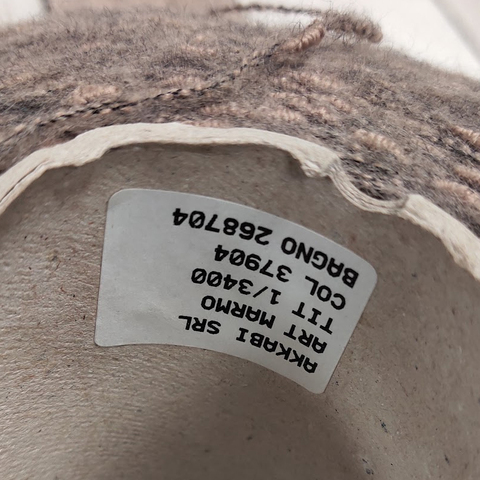 AKKABI SRL
ART MARMO
TIT 1/3400
COL 37904
BAGNO 268704